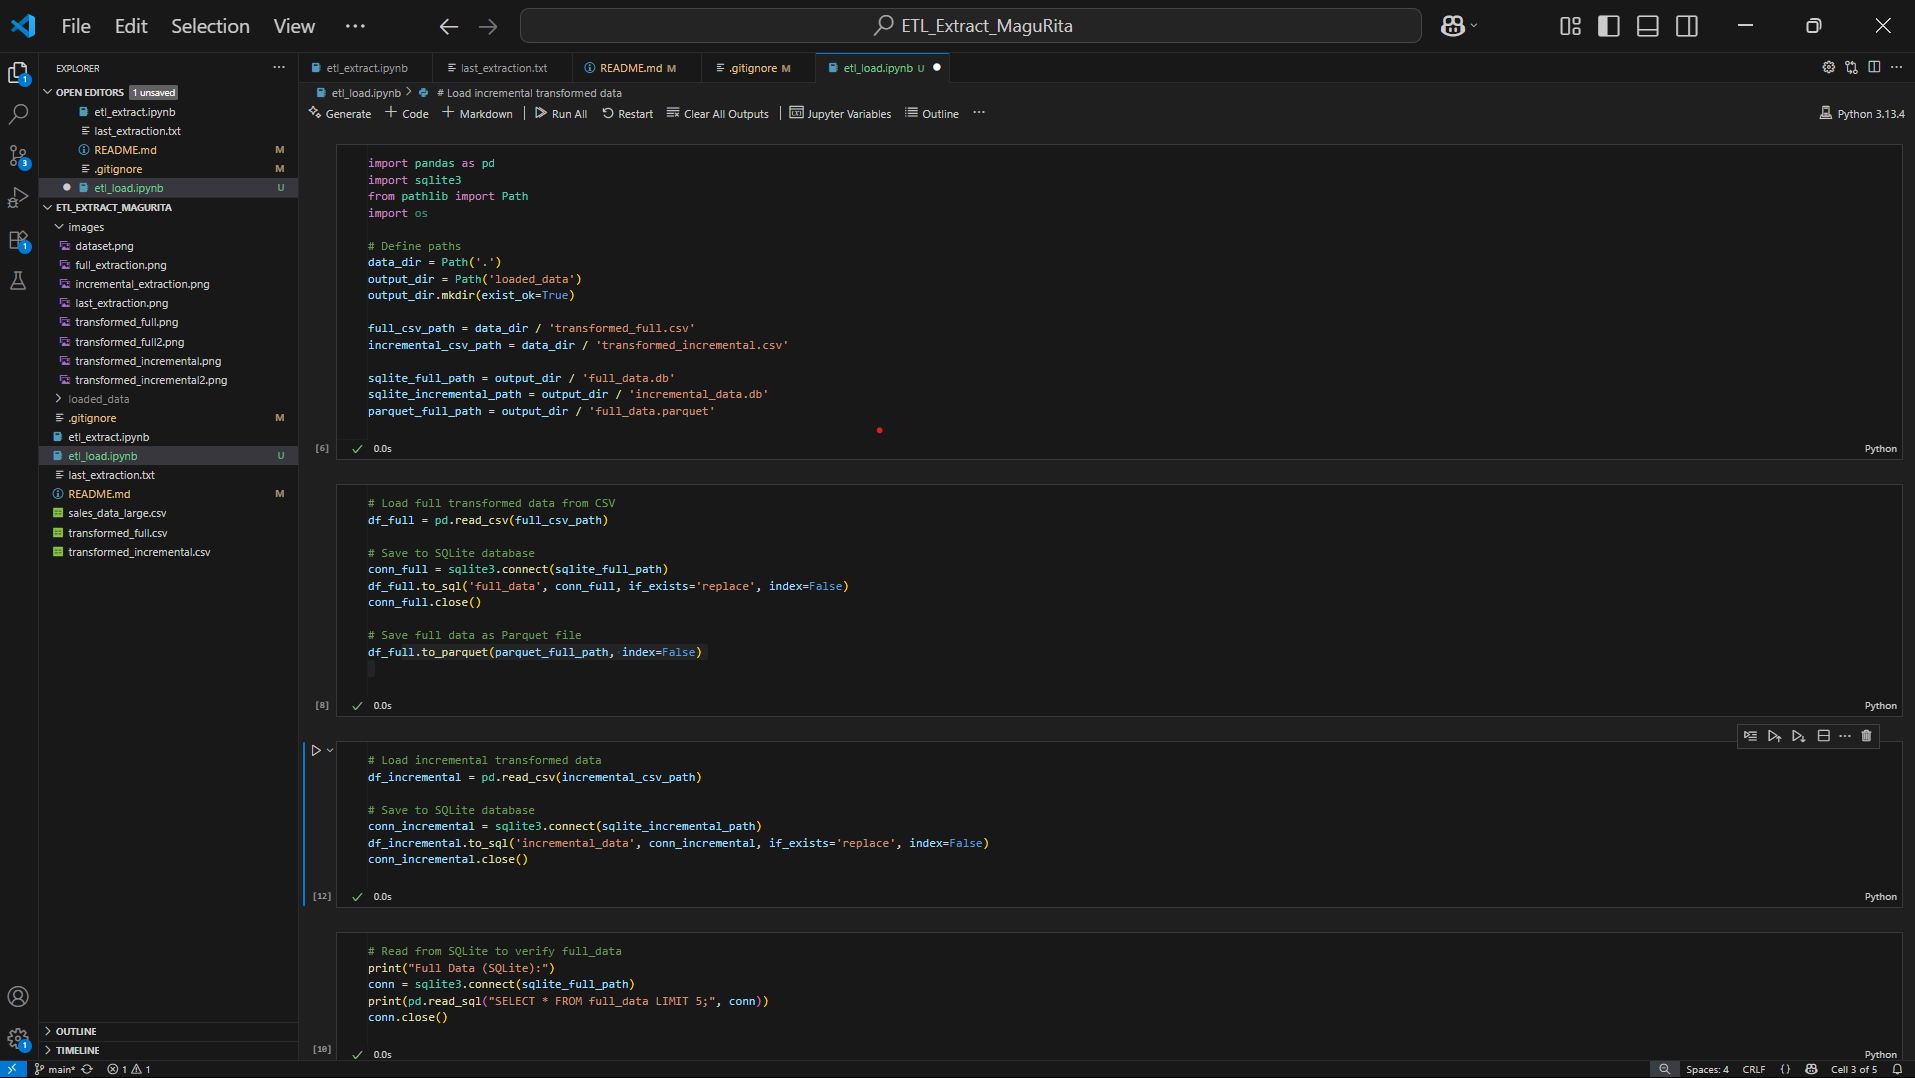 File Edit Selection View ···
ETL_Extract_MaguRita
EXPLORER ···
OPEN EDITORS 1 unsaved
etl_extract.ipynb
last_extraction.txt
README.md M
.gitignore M
etl_load.ipynb U
ETL_EXTRACT_MAGURITA
images
dataset.png
full_extraction.png
incremental_extraction.png
last_extraction.png
transformed_full.png
transformed_full2.png
transformed_incremental.png
transformed_incremental2.png
loaded_data
.gitignore M
etl_extract.ipynb
etl_load.ipynb U
last_extraction.txt
README.md M
sales_data_large.csv
transformed_full.csv
transformed_incremental.csv
OUTLINE
TIMELINE
1
3
1
1
etl_extract.ipynb last_extraction.txt README.md M .gitignore M etl_load.ipynb U
etl_load.ipynb > # Load incremental transformed data
Generate + Code + Markdown Run All Restart Clear All Outputs Jupyter Variables Outline ···
Python 3.13.4
import pandas as pd
import sqlite3
from pathlib import Path
import os
# Define paths
data_dir = Path('.')
output_dir = Path('loaded_data')
output_dir.mkdir(exist_ok=True)
full_csv_path = data_dir / 'transformed_full.csv'
incremental_csv_path = data_dir / 'transformed_incremental.csv'
sqlite_full_path = output_dir / 'full_data.db'
sqlite_incremental_path = output_dir / 'incremental_data.db'
parquet_full_path = output_dir / 'full_data.parquet'
[6] 0.0s Python
# Load full transformed data from CSV
df_full = pd.read_csv(full_csv_path)
# Save to SQLite database
conn_full = sqlite3.connect(sqlite_full_path)
df_full.to_sql('full_data', conn_full, if_exists='replace', index=False)
conn_full.close()
# Save full data as Parquet file
df_full.to_parquet(parquet_full_path, index=False)
[8] 0.0s Python
# Load incremental transformed data
df_incremental = pd.read_csv(incremental_csv_path)
# Save to SQLite database
conn_incremental = sqlite3.connect(sqlite_incremental_path)
df_incremental.to_sql('incremental_data', conn_incremental, if_exists='replace', index=False)
conn_incremental.close()
[12] 0.0s Python
# Read from SQLite to verify full_data
print("Full Data (SQLite):")
conn = sqlite3.connect(sqlite_full_path)
print(pd.read_sql("SELECT * FROM full_data LIMIT 5;", conn))
conn.close()
[10] 0.0s Python
main* 1 1 Spaces: 4 CRLF {} Cell 3 of 5